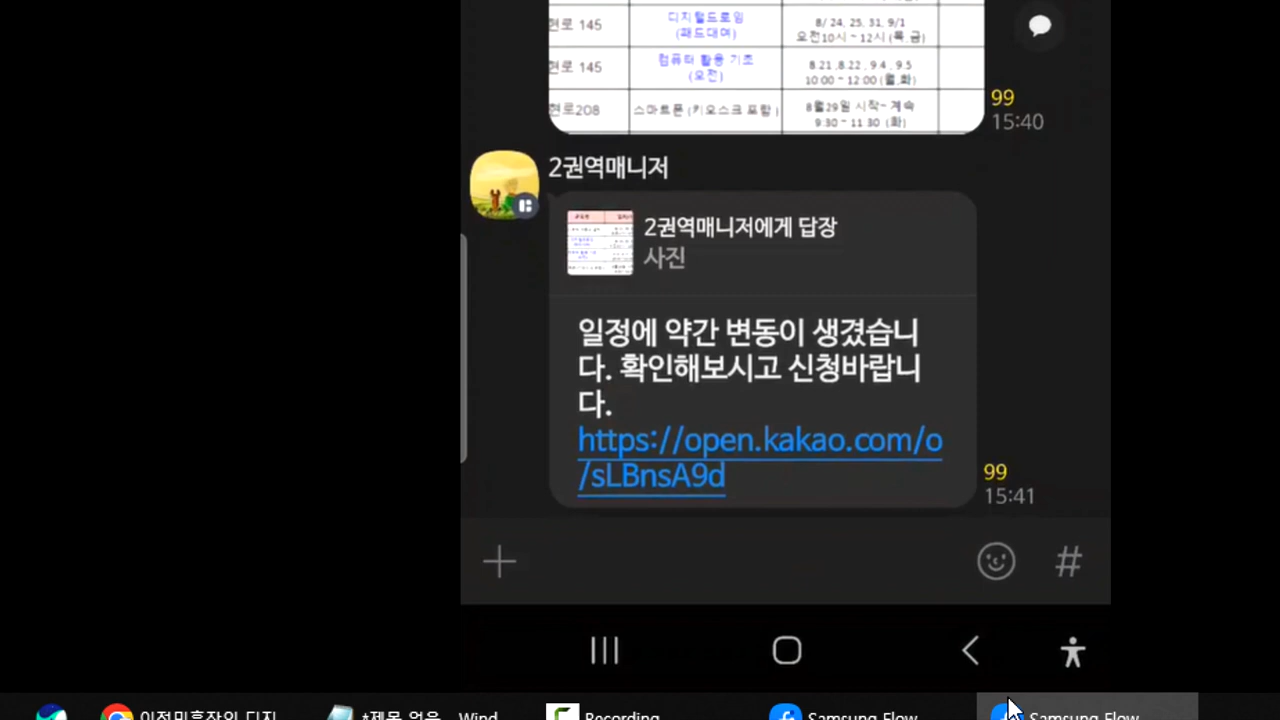 현로 145 디지털드로잉 8/ 24, 25, 31, 9/1
(패드대여) 오전10시 ~ 12시 (목.금)
현로 145 컴퓨터 활용 기초 8.21 ,8.22 , 9.4 , 9.5
(오전) 10:00 ~ 12:00 (월,화)
현로208 스마트폰 (키오스크 포함) 8월29일 시작~ 계속
9:30 ~ 11:30 (화)
99
15:40
2권역매니저
2권역매니저에게 답장
사진
일정에 약간 변동이 생겼습니
다. 확인해보시고 신청바랍니
다.
https://open.kakao.com/o
/sLBnsA9d
99
15:41
Recording
Samsung Flow
Samsung Flow